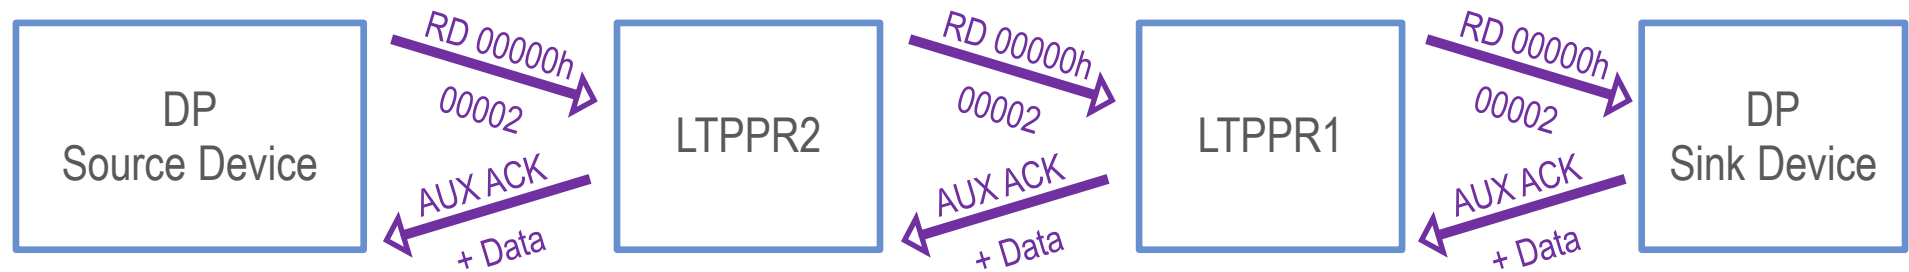 DP
Source Device
RD 00000h
00002
AUX ACK
+ Data
LTPPR2
RD 00000h
00002
AUX ACK
+ Data
LTPPR1
RD 00000h
00002
AUX ACK
+ Data
DP
Sink Device